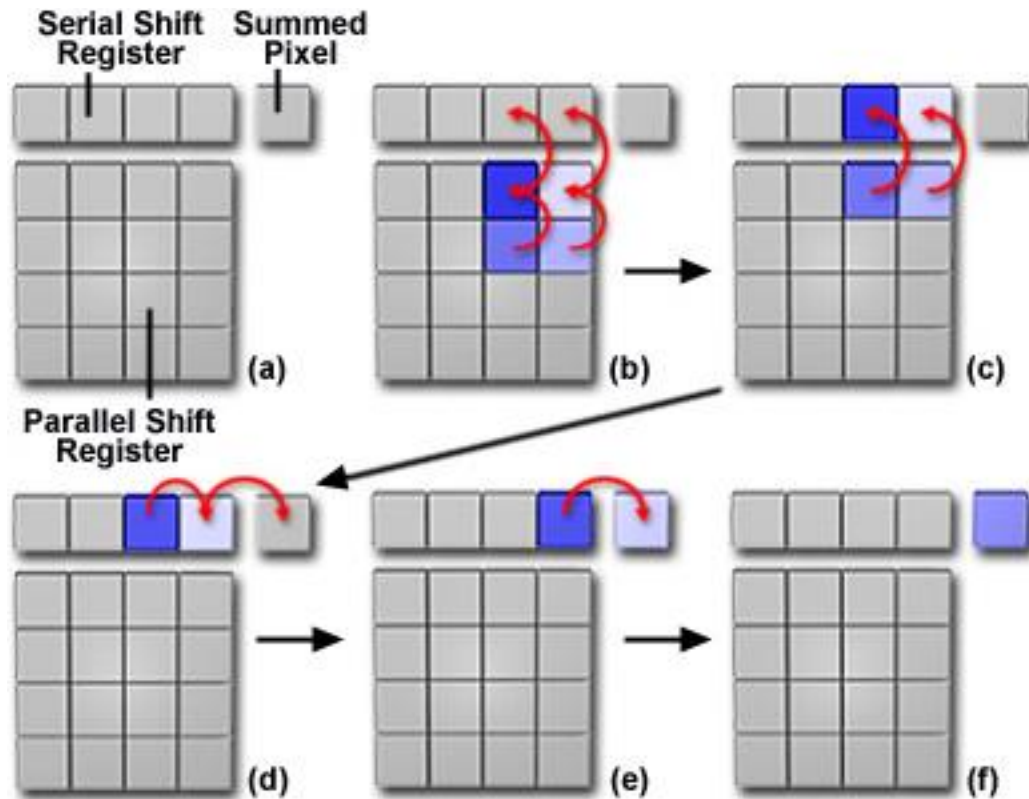 Serial Shift
Register
Summed
Pixel
(a)
(b)
(c)
Parallel Shift
Register
(d)
(e)
(f)